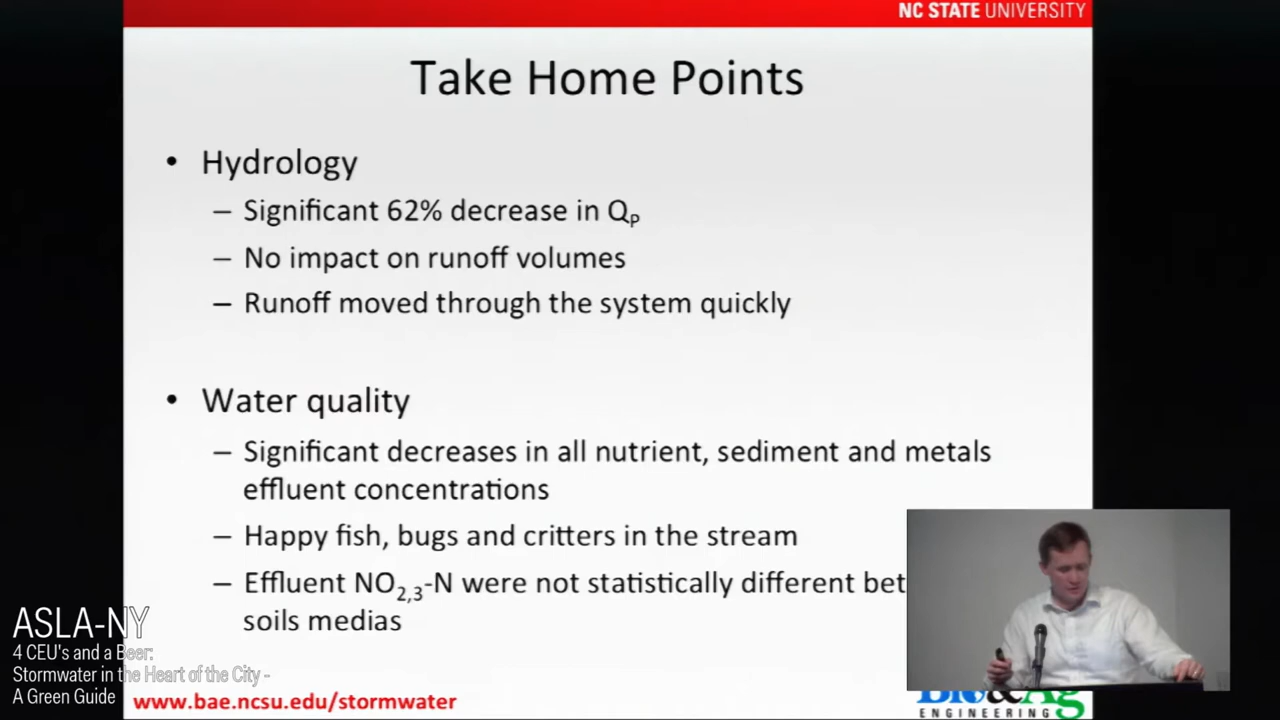 NC STATE UNIVERSITY
Take Home Points
• Hydrology
– Significant 62% decrease in QP
– No impact on runoff volumes
– Runoff moved through the system quickly
• Water quality
– Significant decreases in all nutrient, sediment and metals
effluent concentrations
– Happy fish, bugs and critters in the stream
– Effluent NO2,3-N were not statistically different
soils medias
ASLA-NY
4 CEU's and a Beer:
Stormwater in the Heart of the City -
A Green Guide
www.bae.ncsu.edu/stormwater
ENGINEERING